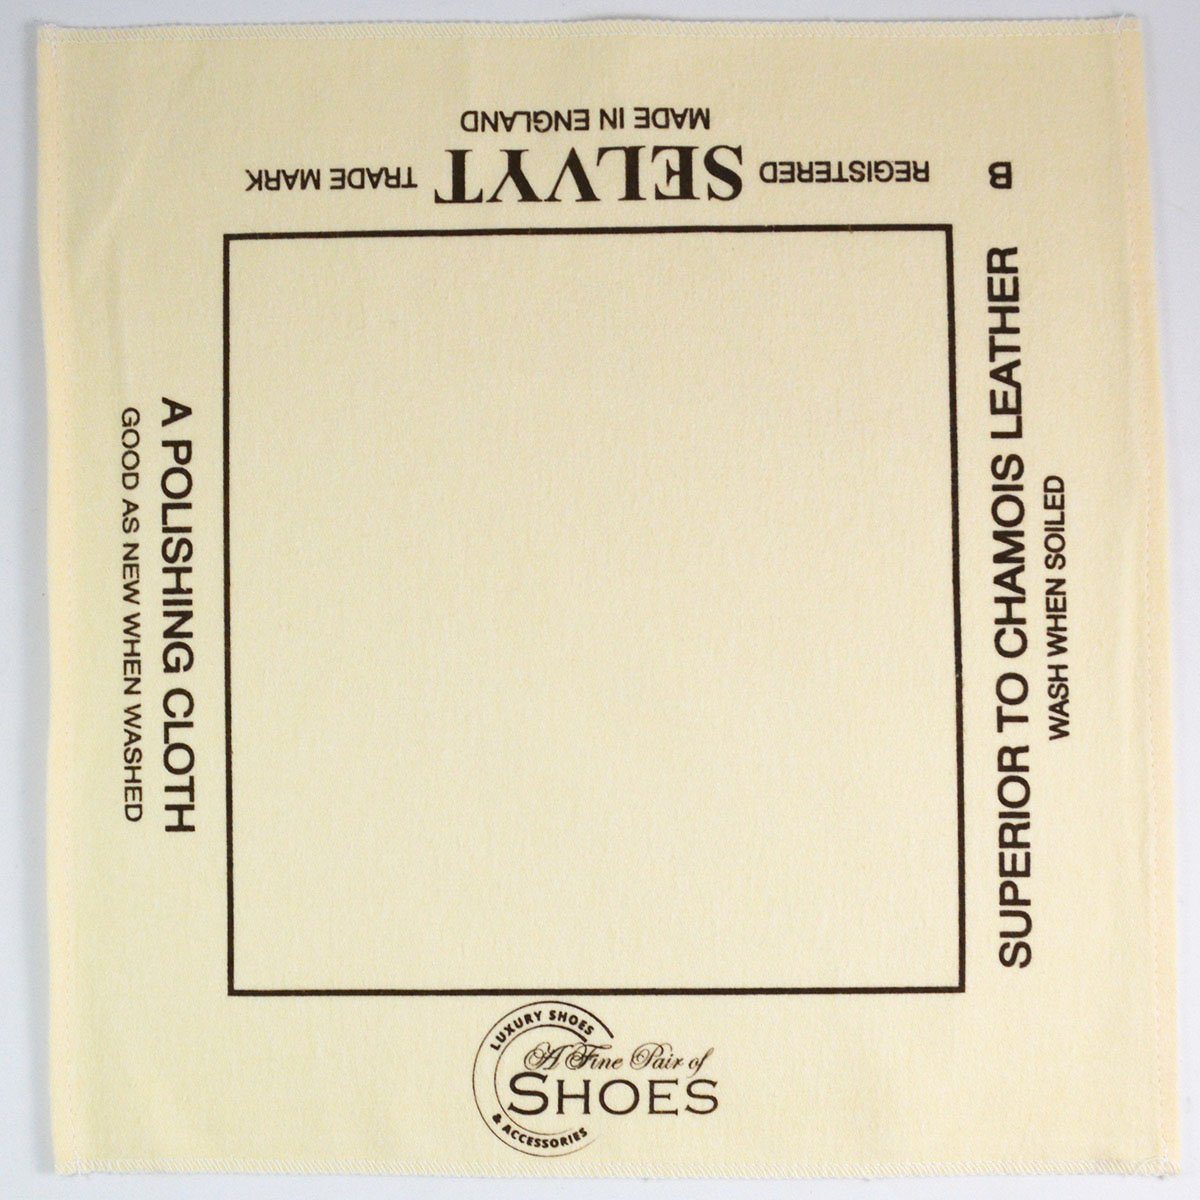 MADE IN ENGLAND
REGISTERED SELVYT TRADE MARK
B
A POLISHING CLOTH
GOOD AS NEW WHEN WASHED
SUPERIOR TO CHAMOIS LEATHER
WASH WHEN SOILED
LUXURY SHOES
A Fine Pair of
SHOES
& ACCESSORIES